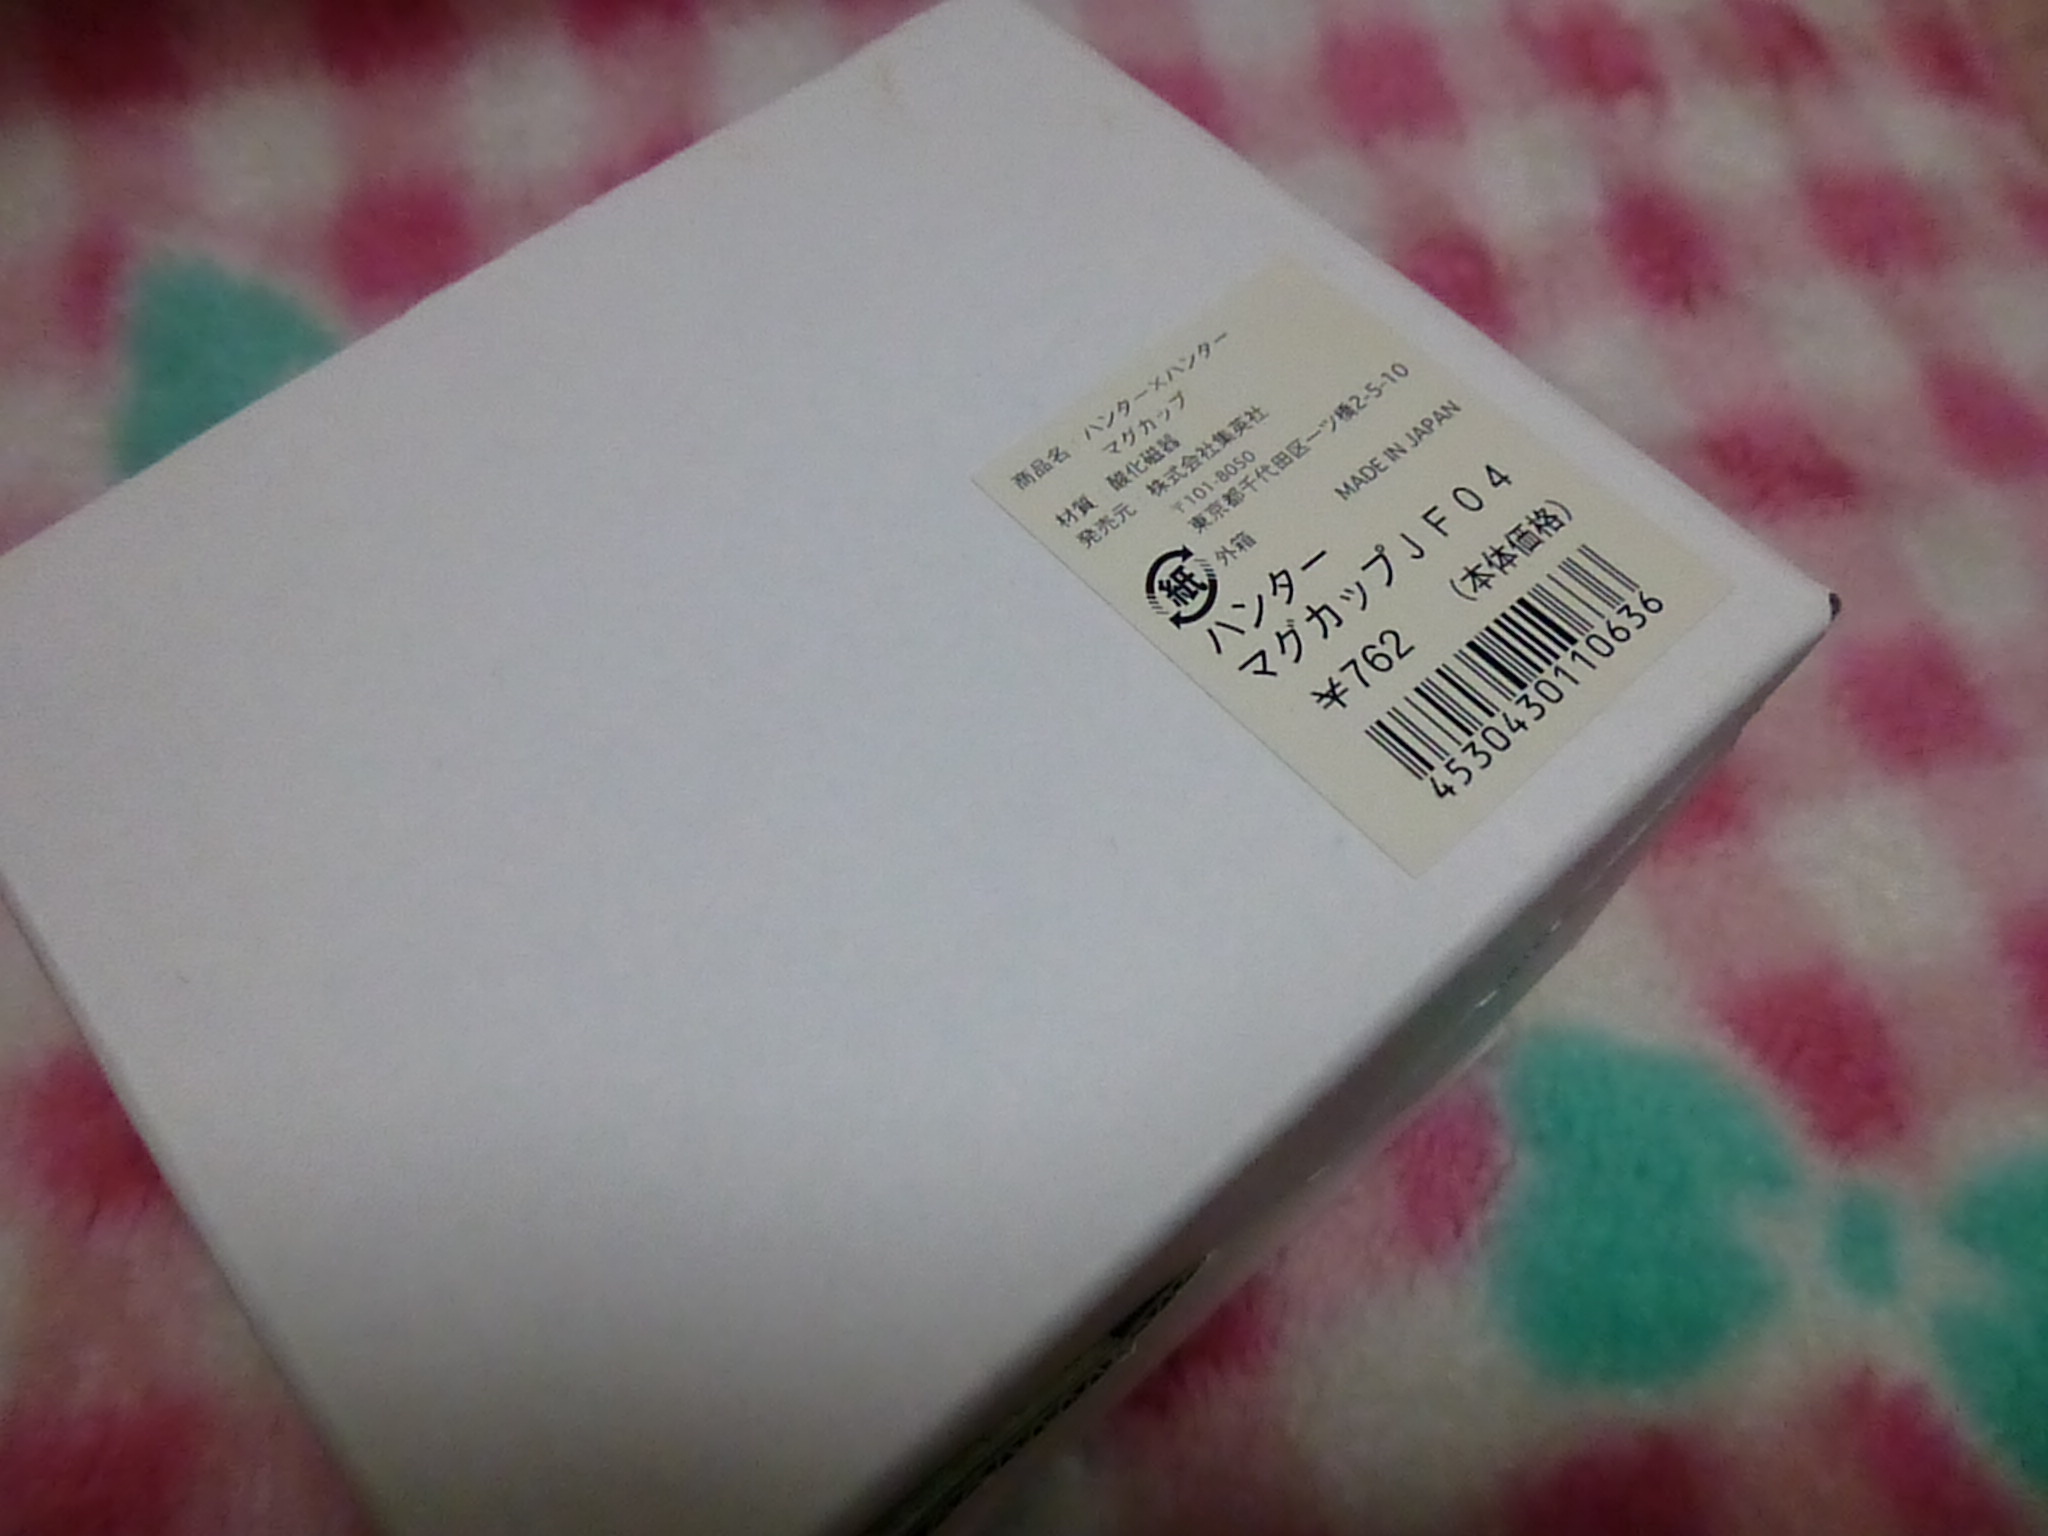 商品名 ハンター×ハンター
マグカップ
材質 酸化磁器
発売元 株式会社集英社
〒101-8050
東京都千代田区一ツ橋2-5-10
紙 外箱 MADE IN JAPAN
ハンター
マグカップJF04
¥762 (本体価格)
4530430110636